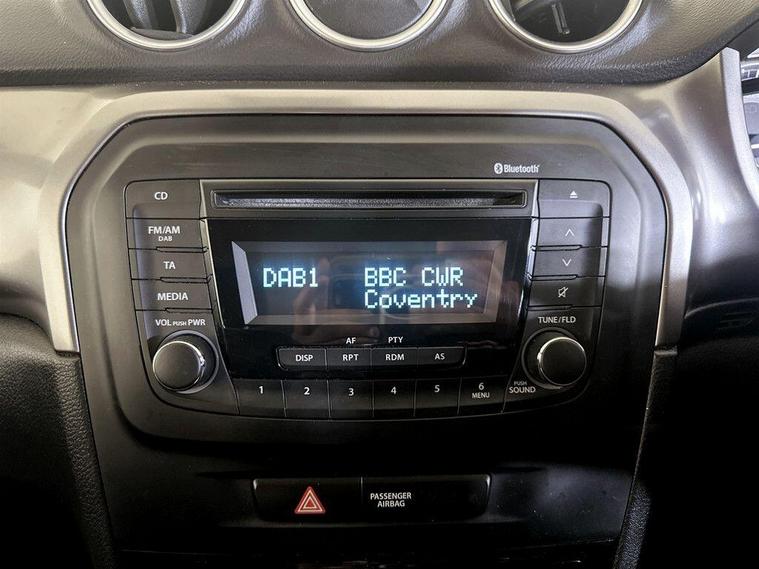 Bluetooth
CD
FM/AM
DAB
TA
MEDIA
VOL PUSH PWR
DAB1 BBC CWR
Coventry
AF PTY
DISP RPT RDM AS
1 2 3 4 5 6
MENU
TUNE/FLD
PUSH
SOUND
PASSENGER
AIRBAG